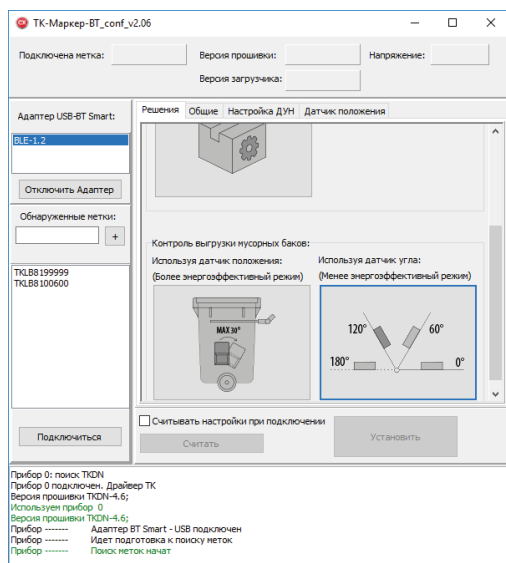 ТК-Маркер-BT_conf_v2.06
Подключена метка:
Версия прошивки:
Напряжение:
Версия загрузчика:
Адаптер USB-BT Smart:
BLE-1.2
Отключить Адаптер
Обнаруженные метки:
+
TKLB8199999
TKLB8100600
Подключиться
Решения Общие Настройка ДУН Датчик положения
Контроль выгрузки мусорных баков:
Используя датчик положения:
(Более энергоэффективный режим)
MAX 30°
Используя датчик угла:
(Менее энергоэффективный режим)
120° 60°
180° 0°
Считывать настройки при подключении
Считать
Установить
Прибор 0: поиск TKDN
Прибор 0 подключен. Драйвер ТК
Версия прошивки TKDN-4.6;
Используем прибор 0
Версия прошивки TKDN-4.6;
Прибор ------- Адаптер BT Smart - USB подключен
Прибор ------- Идет подготовка к поиску меток
Прибор ------- Поиск меток начат